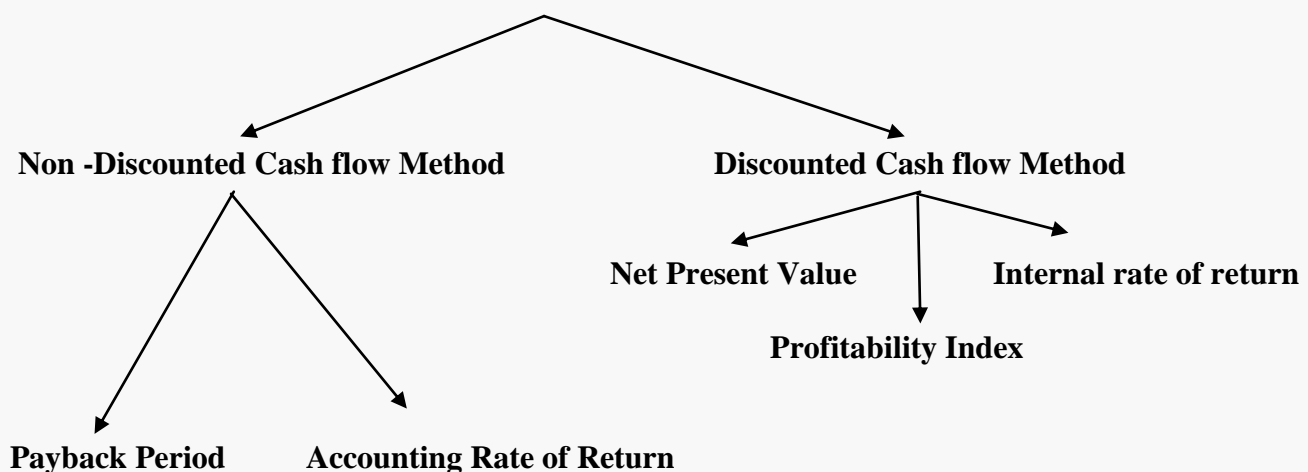 Non -Discounted Cash flow Method
Discounted Cash flow Method
Net Present Value
Internal rate of return
Profitability Index
Payback Period
Accounting Rate of Return